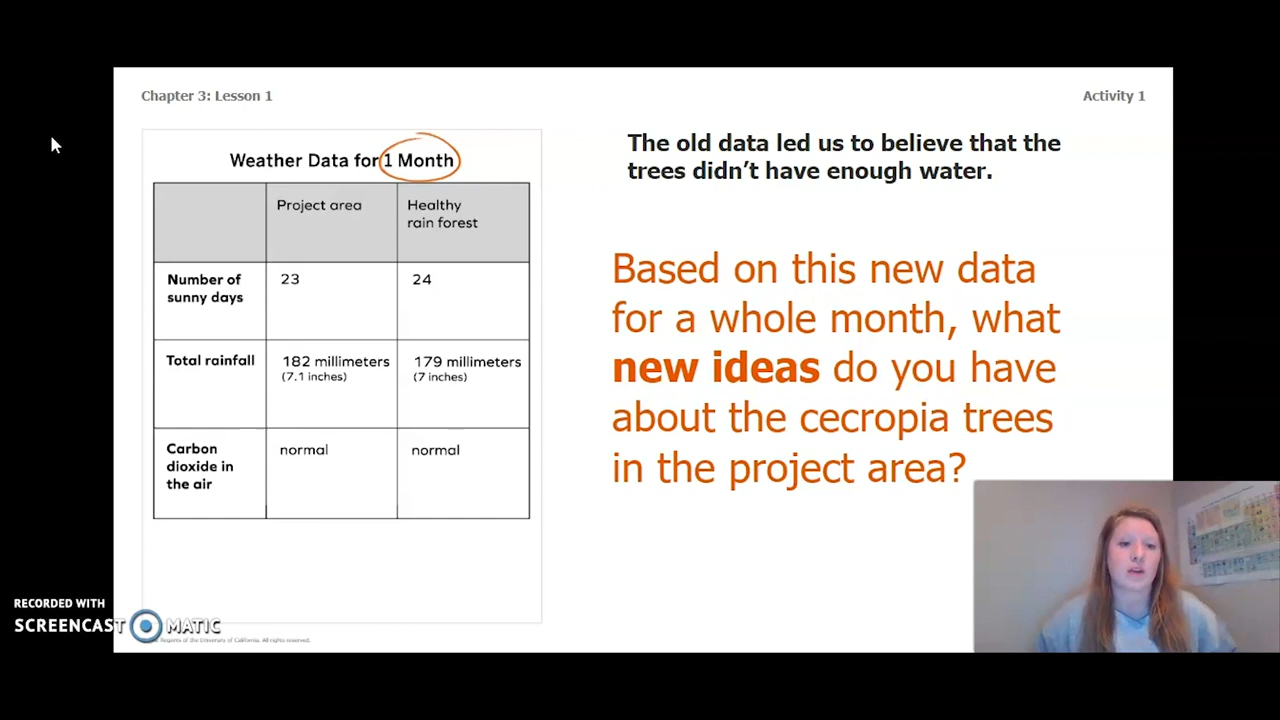 Chapter 3: Lesson 1
Activity 1
Weather Data for 1 Month
Project area
Healthy
rain forest
Number of
sunny days
23
24
Total rainfall
182 millimeters
(7.1 inches)
179 millimeters
(7 inches)
Carbon
dioxide in
the air
normal
normal
The old data led us to believe that the
trees didn't have enough water.
Based on this new data
for a whole month, what
new ideas do you have
about the cecropia trees
in the project area?
RECORDED WITH
SCREENCAST MATIC
Regents of the University of California. All rights reserved.